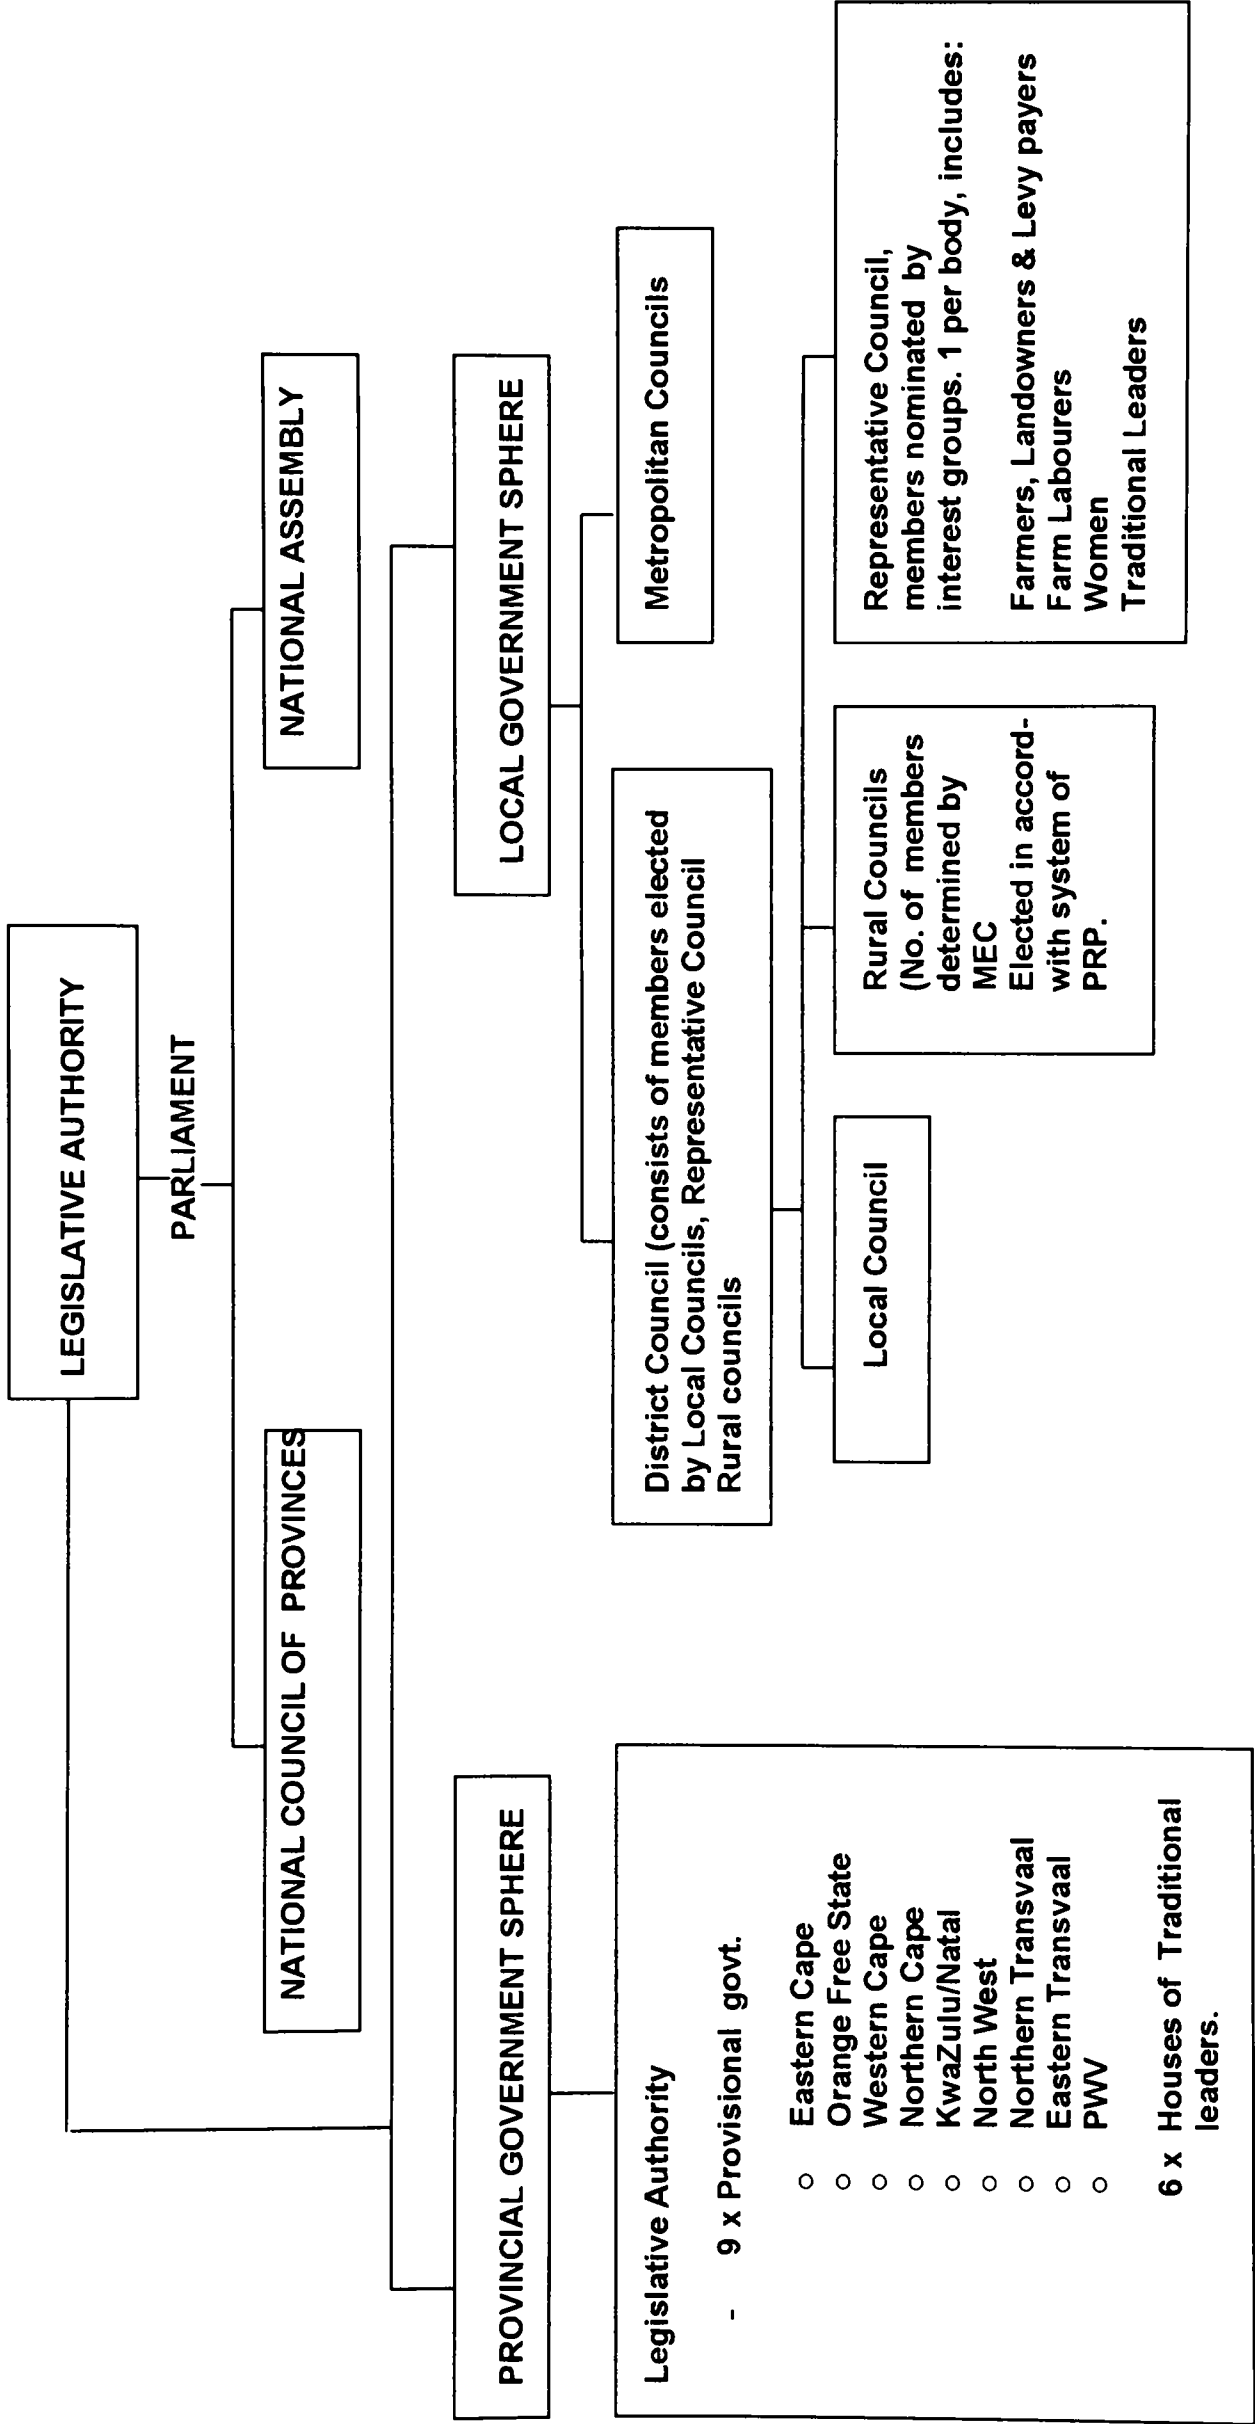 LEGISLATIVE AUTHORITY
PARLIAMENT
NATIONAL COUNCIL OF PROVINCES
NATIONAL ASSEMBLY
PROVINCIAL GOVERNMENT SPHERE
LOCAL GOVERNMENT SPHERE
Legislative Authority
- 9 x Provisional govt.
○ Eastern Cape
○ Orange Free State
○ Western Cape
○ Northern Cape
○ KwaZulu/Natal
○ North West
○ Northern Transvaal
○ Eastern Transvaal
○ PWV
6 x Houses of Traditional
leaders.
District Council (consists of members elected
by Local Councils, Representative Council
Rural councils
Metropolitan Councils
Local Council
Rural Councils
(No. of members
determined by
MEC
Elected in accord-
with system of
PRP.
Representative Council,
members nominated by
interest groups. 1 per body, includes:
Farmers, Landowners & Levy payers
Farm Labourers
Women
Traditional Leaders